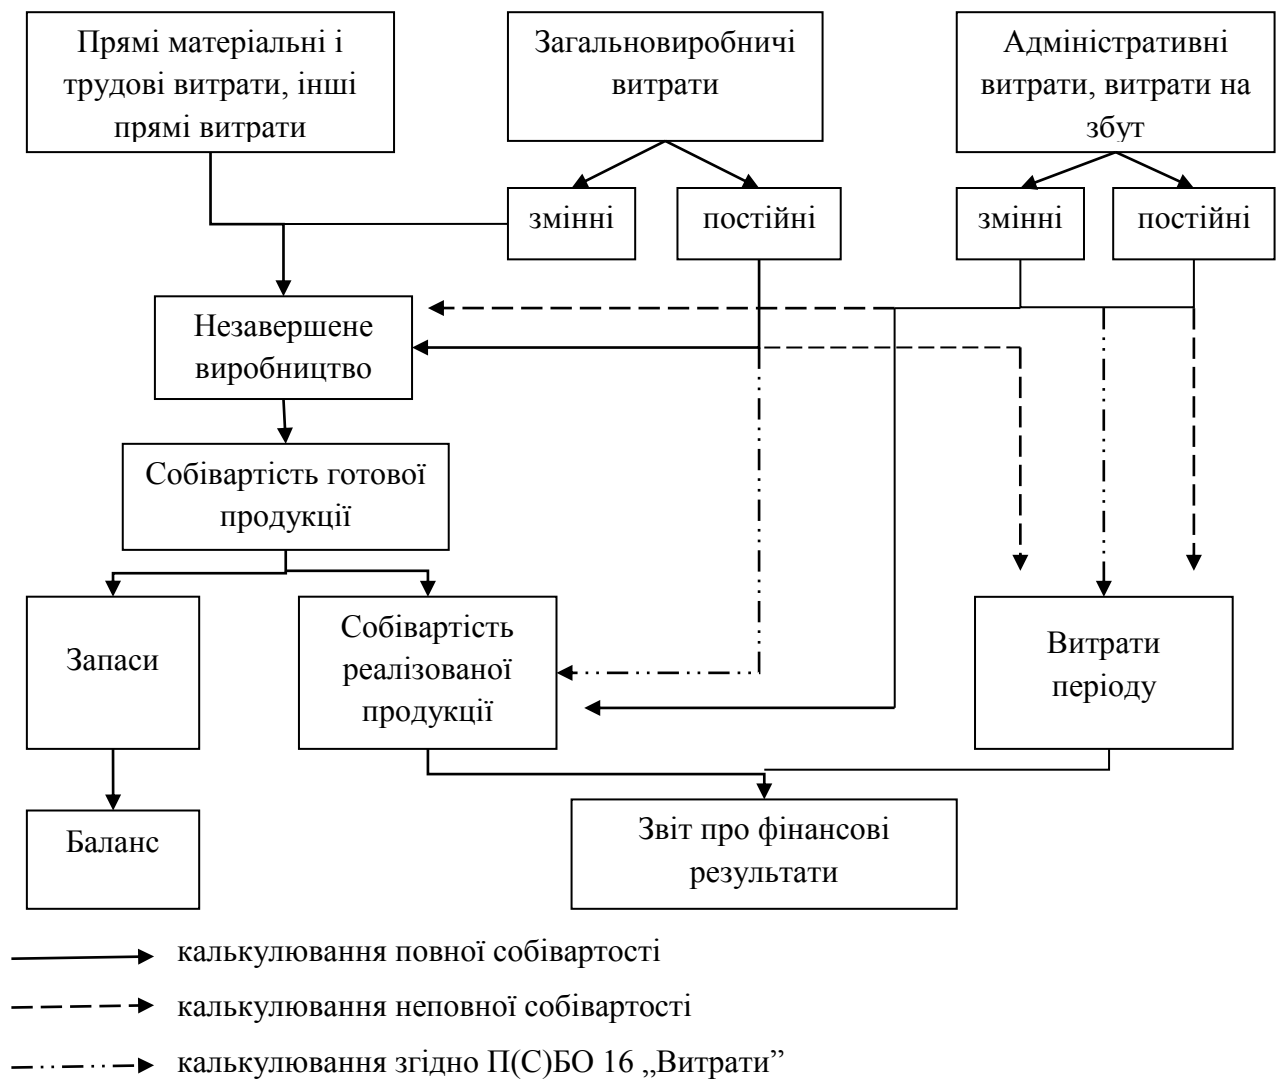 Прямі матеріальні і
трудові витрати, інші
прямі витрати
Загальновиробничі
витрати
Адміністративні
витрати, витрати на
збут
змінні
постійні
змінні
постійні
Незавершене
виробництво
Собівартість готової
продукції
Запаси
Собівартість
реалізованої
продукції
Витрати
періоду
Баланс
Звіт про фінансові
результати
калькулювання повної собівартості
калькулювання неповної собівартості
калькулювання згідно П(С)БО 16 „Витрати”